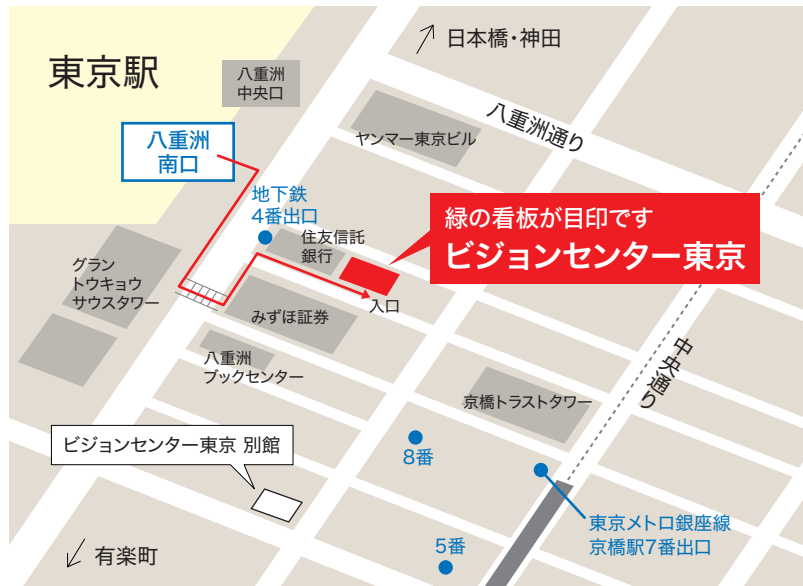 日本橋・神田
東京駅
八重洲
中央口
八重洲通り
ヤンマー東京ビル
八重洲
南口
地下鉄
4番出口
住友信託
銀行
緑の看板が目印です
ビジョンセンター東京
グラン
トウキョウ
サウスタワー
入口
みずほ証券
八重洲
ブックセンター
中央通り
京橋トラストタワー
ビジョンセンター東京 別館
8番
東京メトロ銀座線
京橋駅7番出口
有楽町
5番